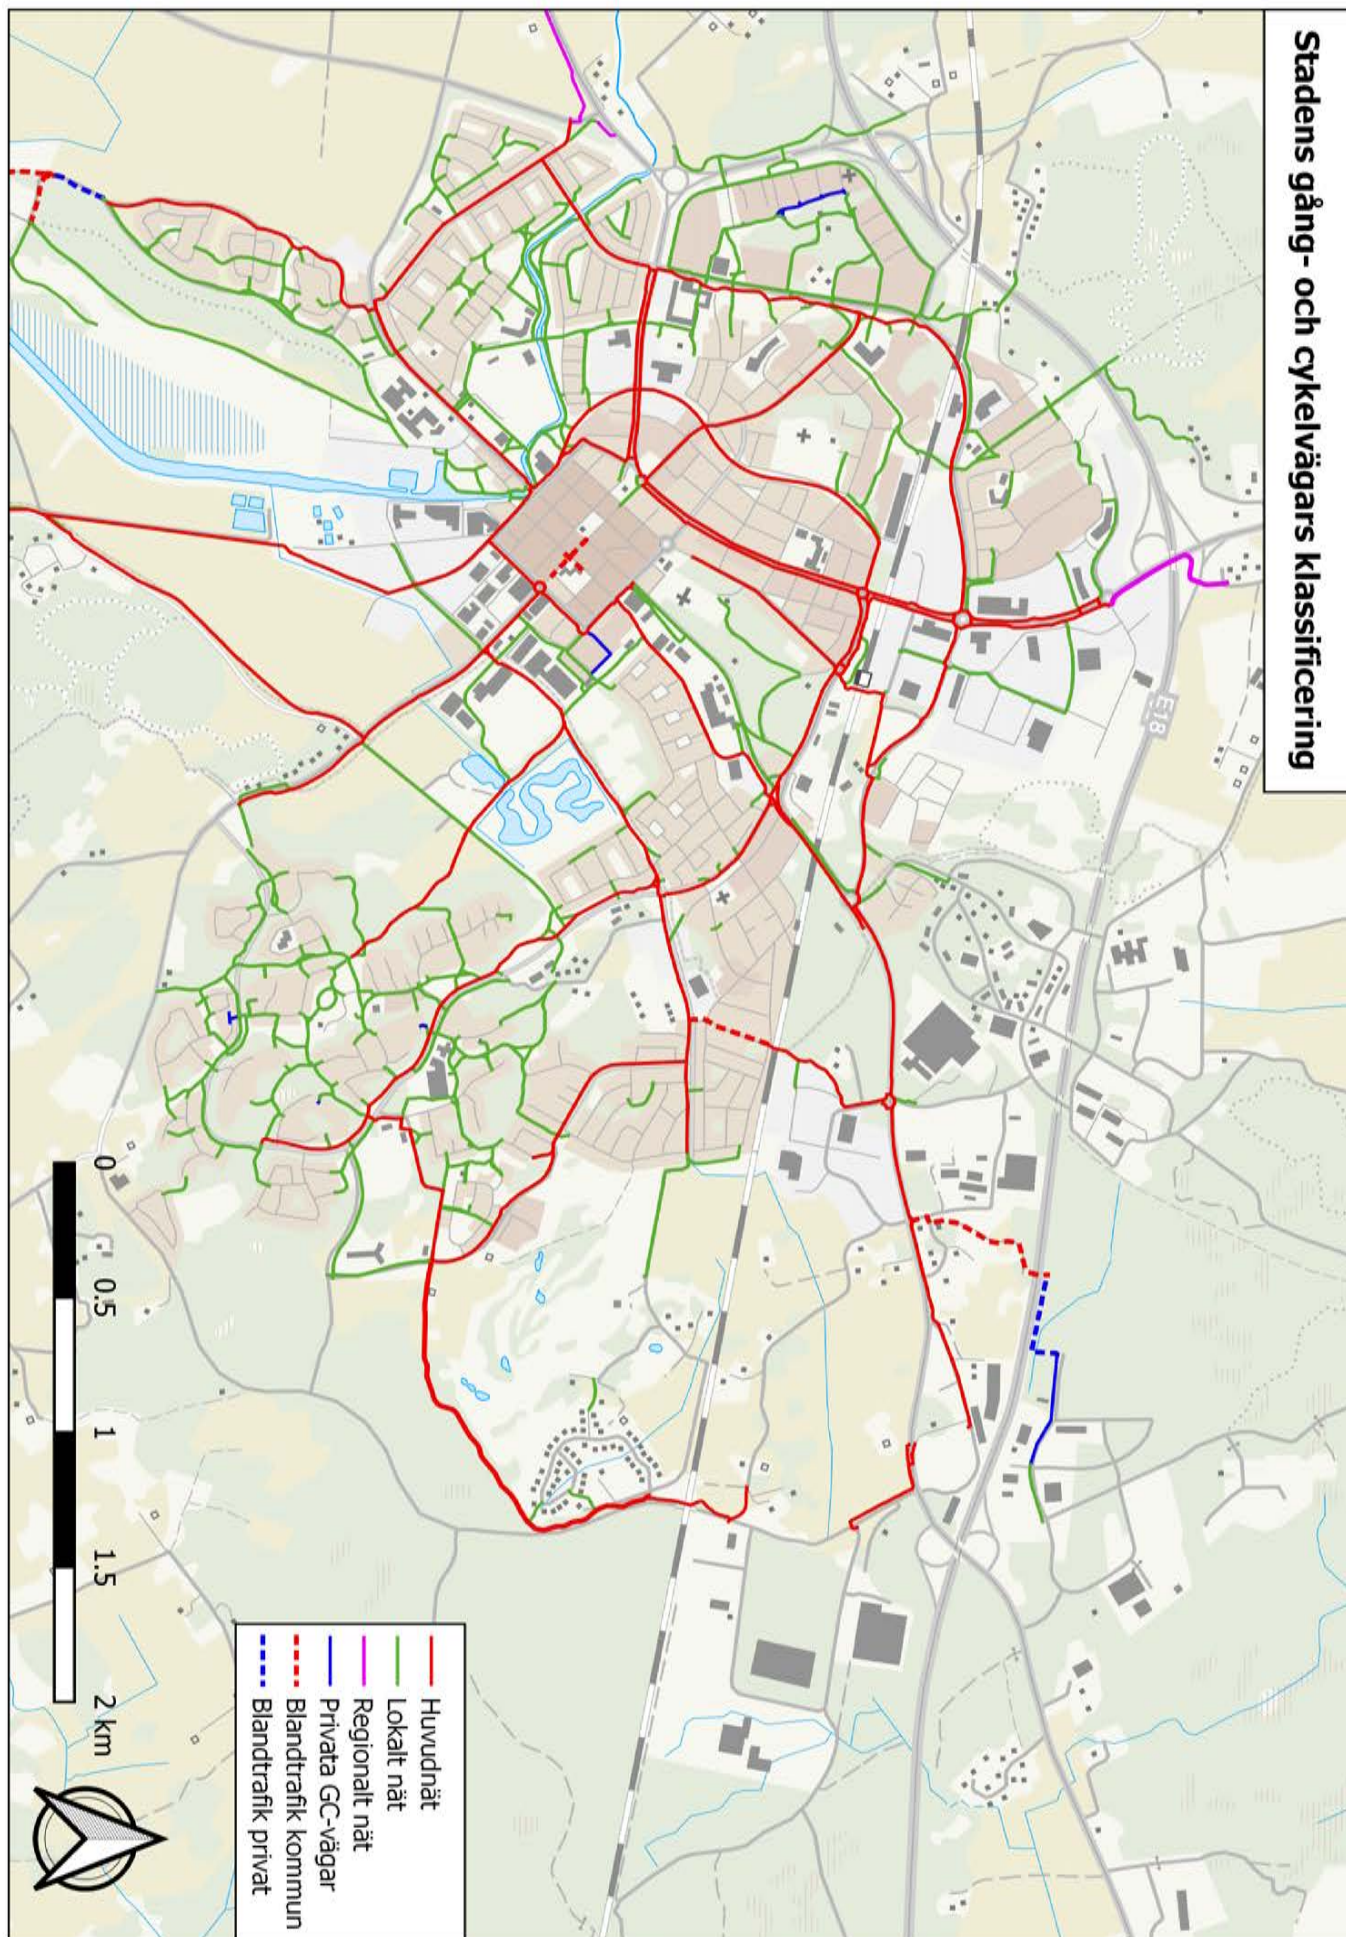 Stadens gång- och cykelvägars klassificering
E18
0 0.5 1 1.5 2 km
Huvudnät
Lokalt nät
Regionalt nät
Privata GC-vägar
Blandtrafik kommun
Blandtrafik privat